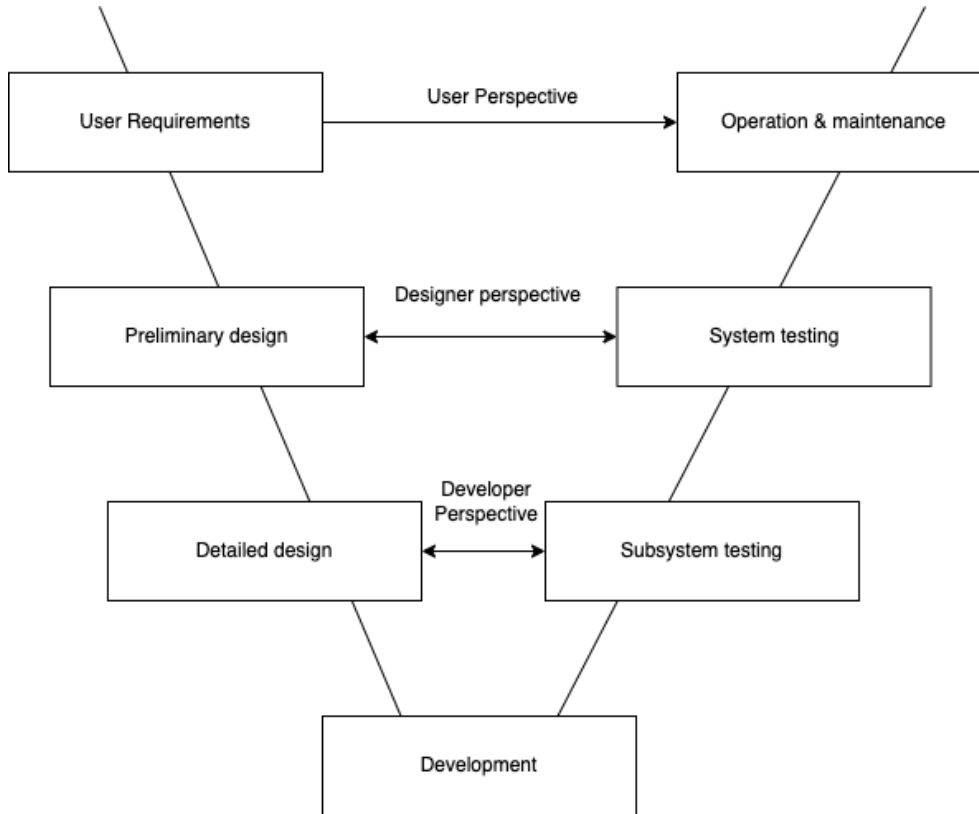 User Requirements
User Perspective
Operation & maintenance
Preliminary design
Designer perspective
System testing
Detailed design
Developer
Perspective
Subsystem testing
Development